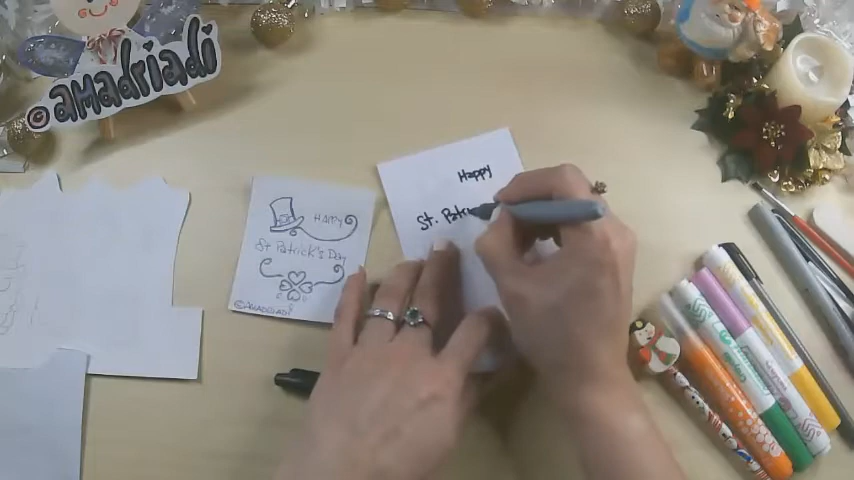 ©amadriadi
HAPPY
St Patrick's Day
©AMADRIADI
Happy
St. Patr